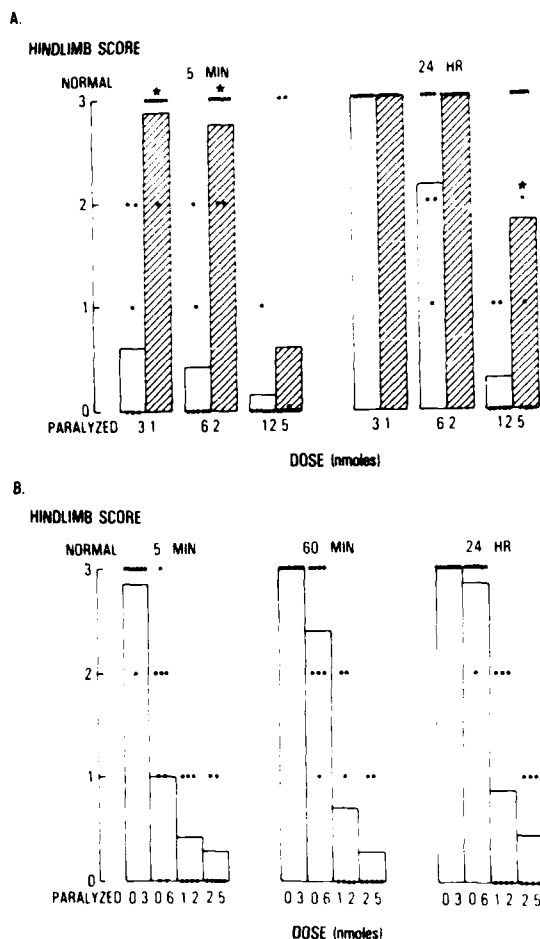 A.
HINDLIMB SCORE
NORMAL 5 MIN 24 HR
3
2
1
0
PARALYZED 3 1 6 2 12 5 3 1 6 2 12 5
DOSE (nmoles)
B.
HINDLIMB SCORE
NORMAL 5 MIN 60 MIN 24 HR
3
2
1
0
PARALYZED 0 3 0 6 1 2 2 5 0 3 0 6 1 2 2 5 0 3 0 6 1 2 2 5
DOSE (nmoles)